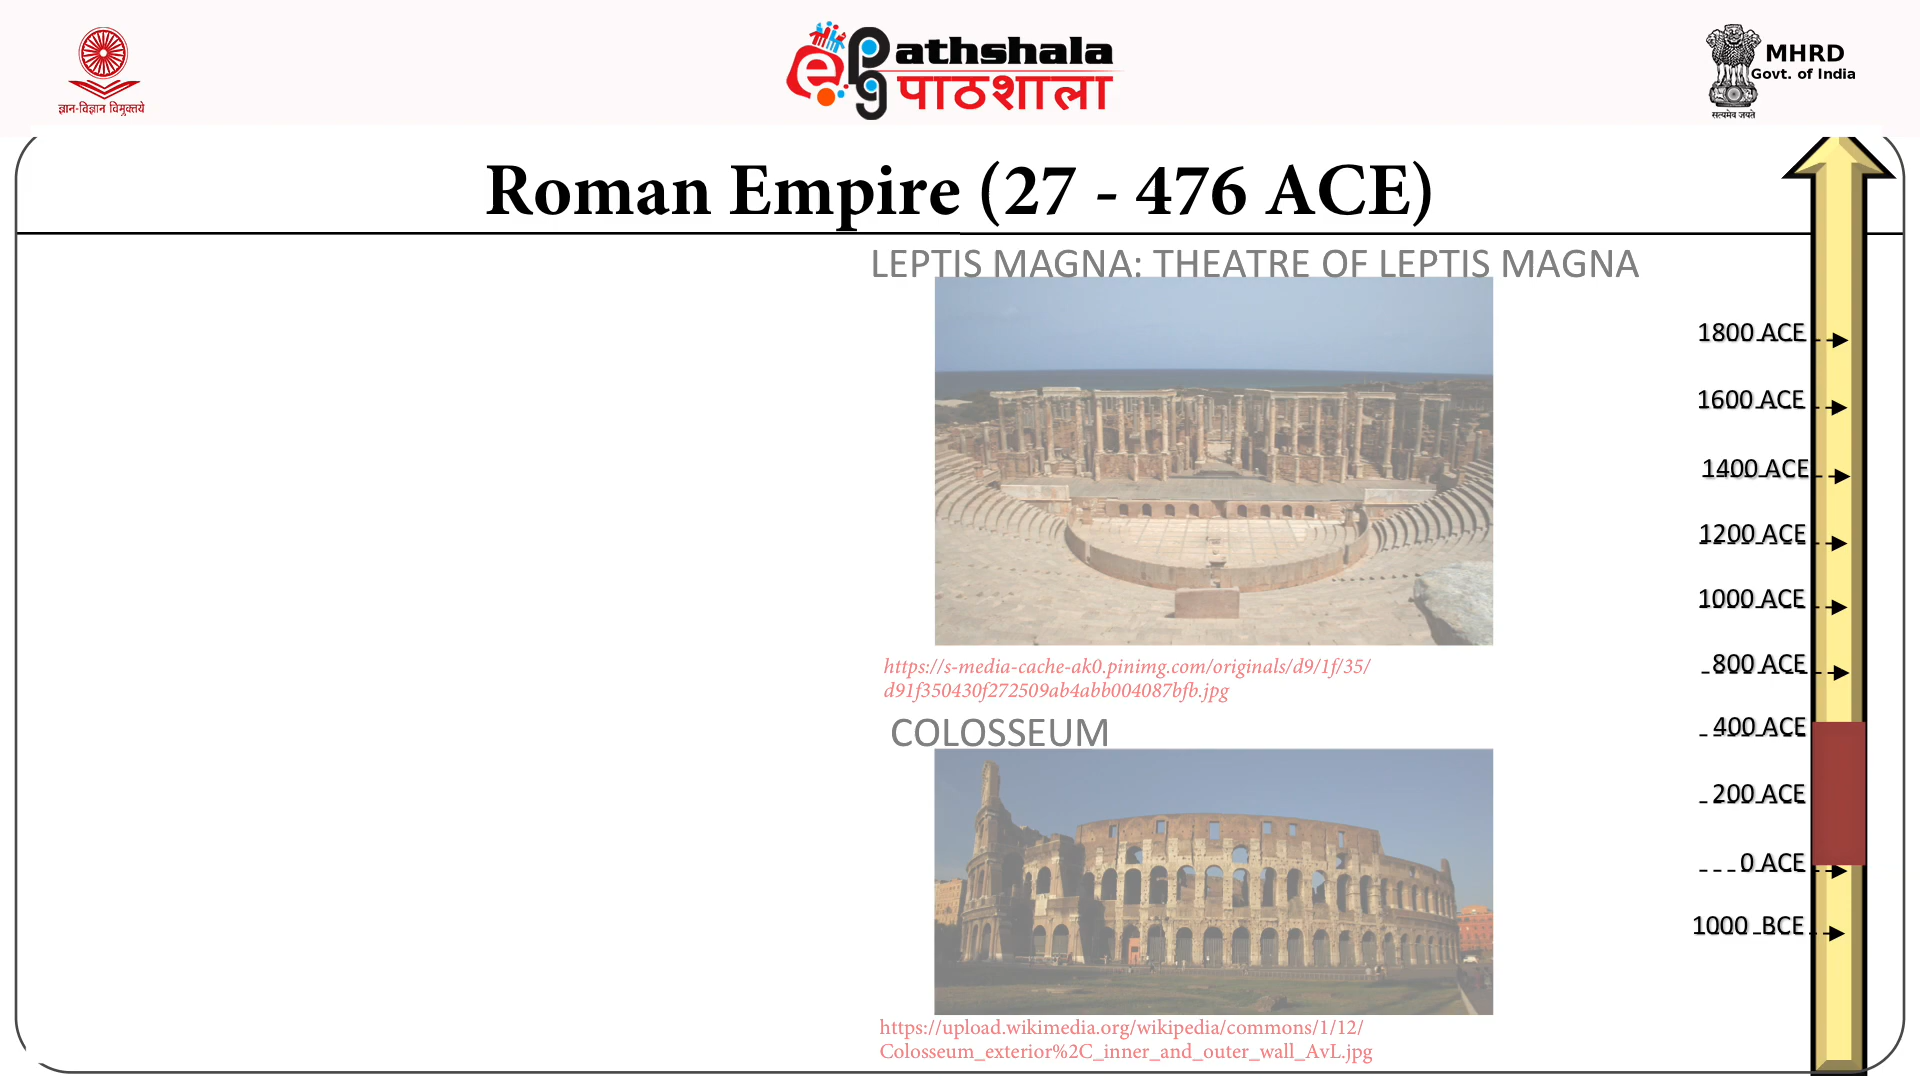 ज्ञान-विज्ञान विमुक्तये
ePg Pathshala
पाठशाला
MHRD
Govt. of India
सत्यमेव जयते
Roman Empire (27 - 476 ACE)
LEPTIS MAGNA: THEATRE OF LEPTIS MAGNA
https://s-media-cache-ak0.pinimg.com/originals/d9/1f/35/
d91f350430f272509ab4abb004087bfb.jpg
COLOSSEUM
https://upload.wikimedia.org/wikipedia/commons/1/12/
Colosseum_exterior%2C_inner_and_outer_wall_AvL.jpg
1800 ACE
1600 ACE
1400 ACE
1200 ACE
1000 ACE
800 ACE
400 ACE
200 ACE
0 ACE
1000 BCE